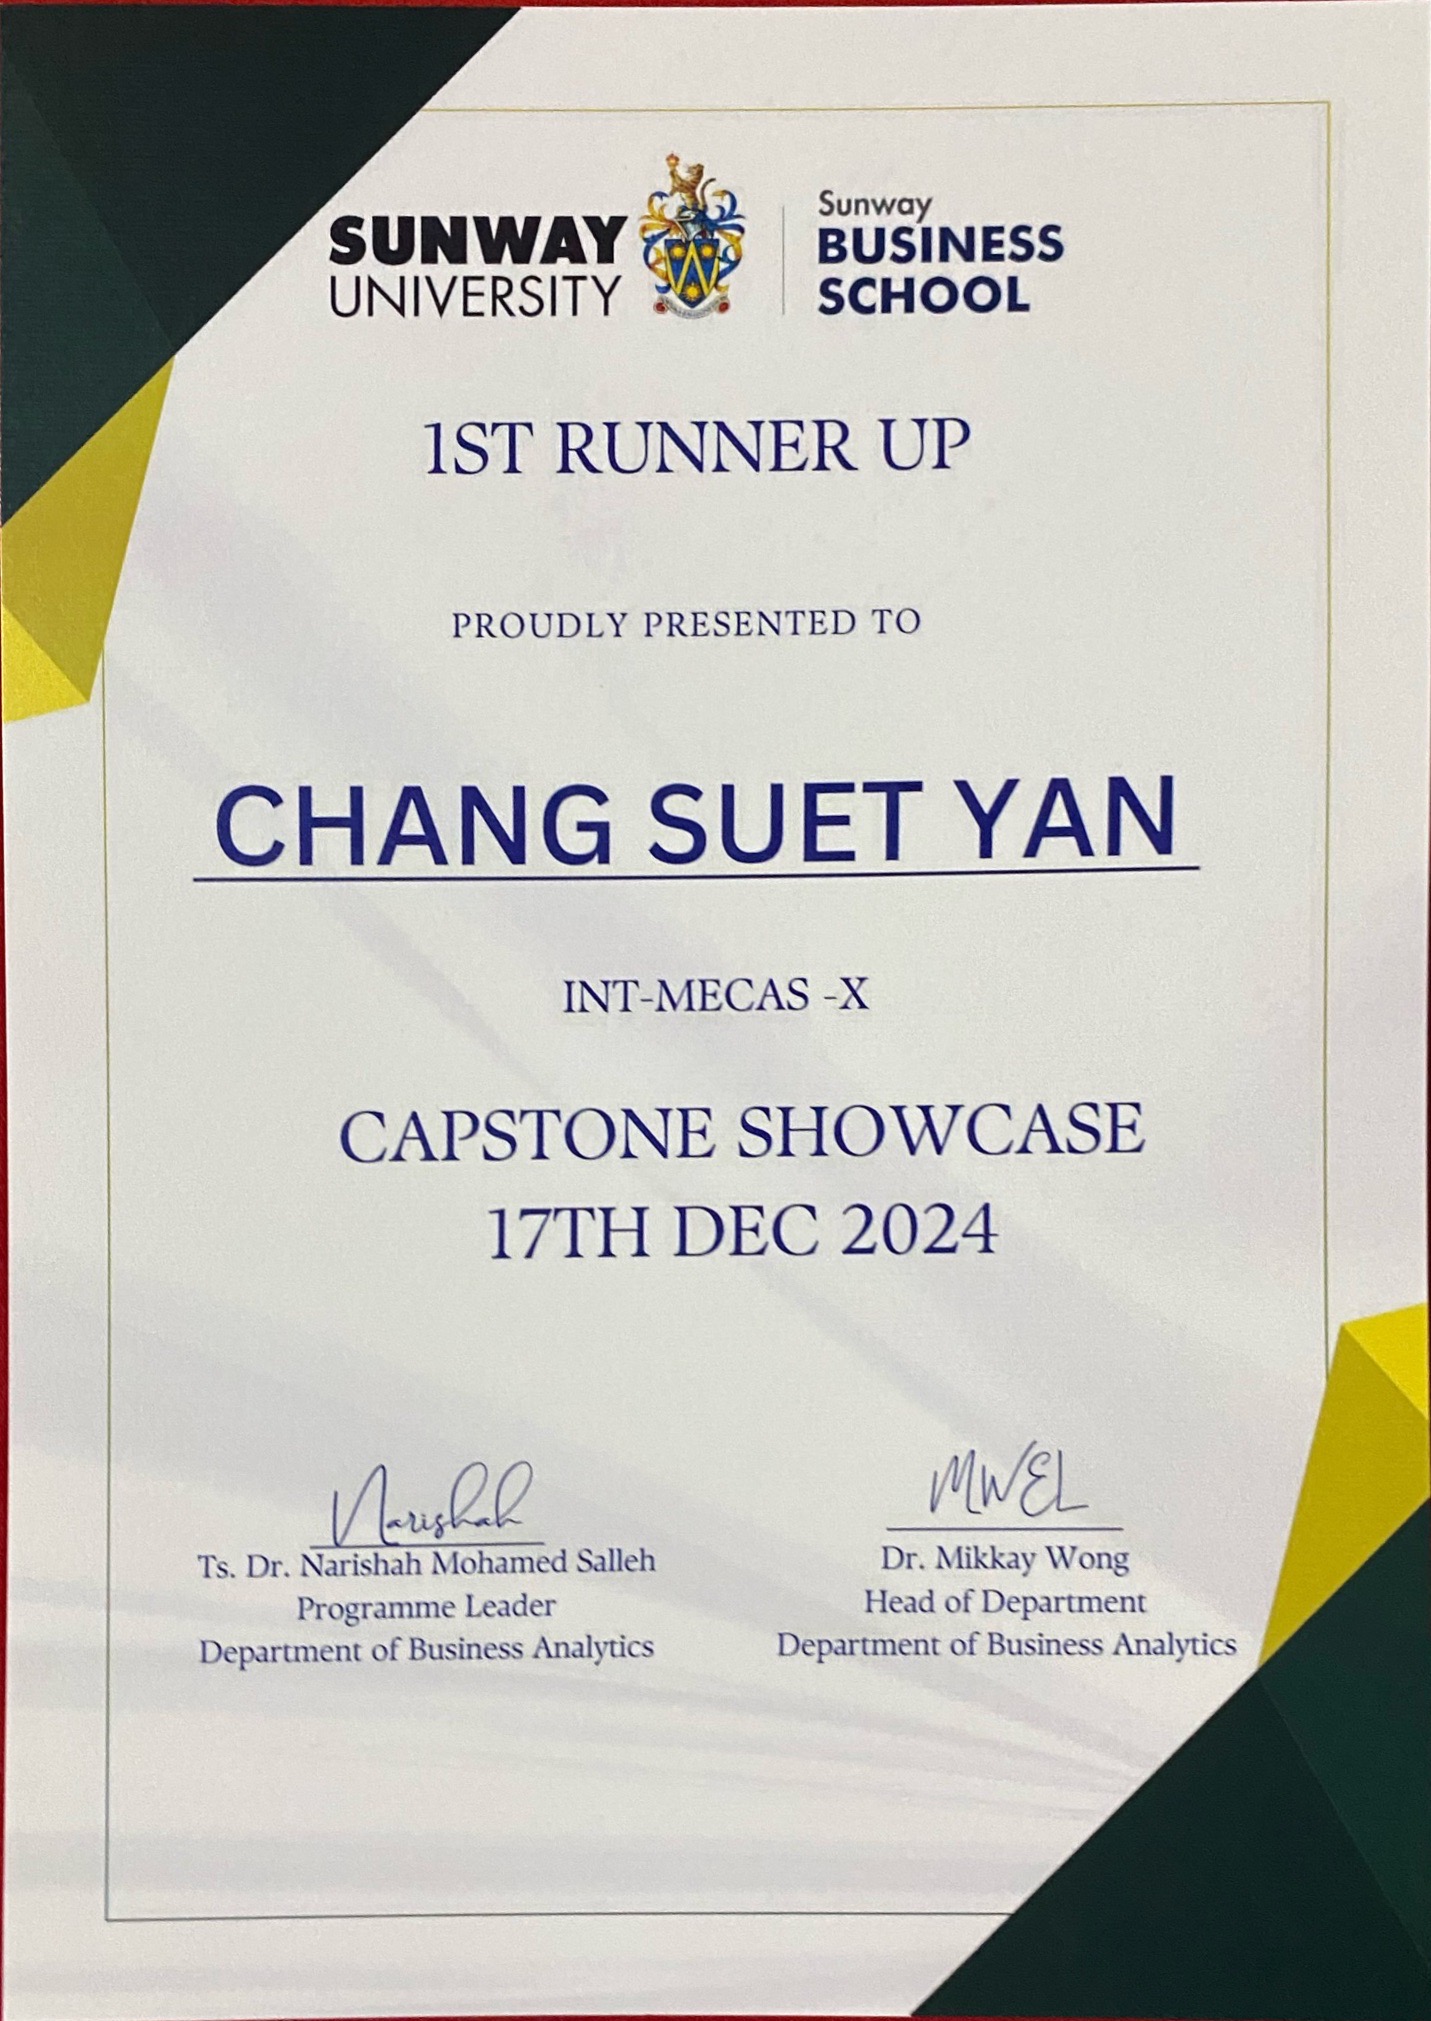 SUNWAY
UNIVERSITY
Sunway
BUSINESS
SCHOOL
1ST RUNNER UP
PROUDLY PRESENTED TO
CHANG SUET YAN
INT-MECAS -X
CAPSTONE SHOWCASE
17TH DEC 2024
Narishah
Ts. Dr. Narishah Mohamed Salleh
Programme Leader
Department of Business Analytics
MWEL
Dr. Mikkay Wong
Head of Department
Department of Business Analytics